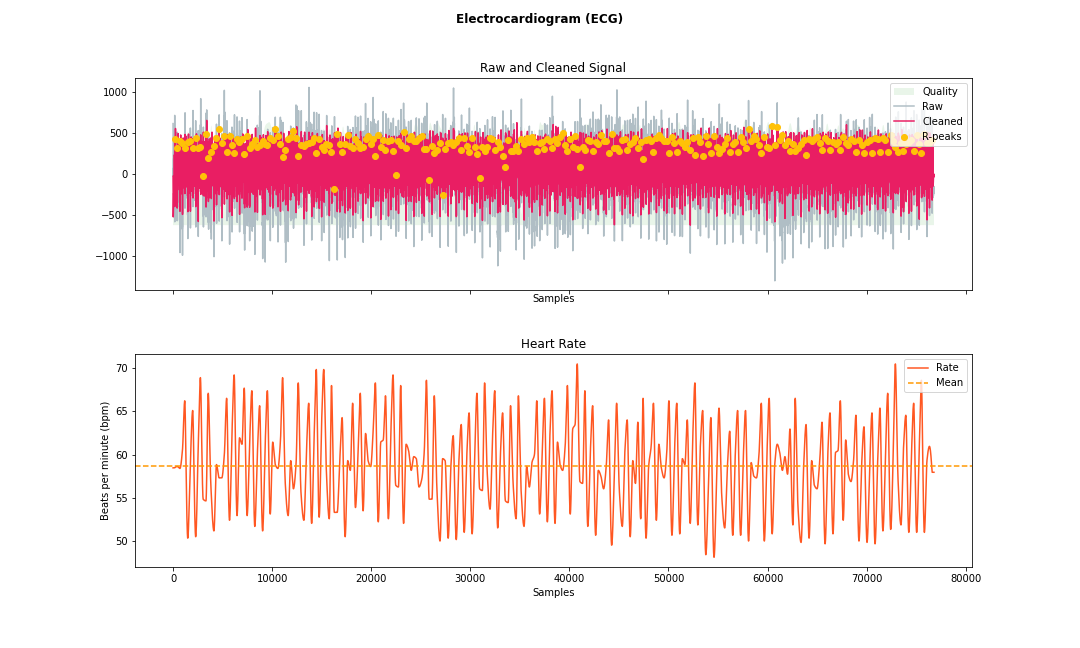 Electrocardiogram (ECG)
Raw and Cleaned Signal
1000
500
0
−500
−1000
Quality
Raw
Cleaned
R-peaks
Samples
Heart Rate
70
65
60
55
50
Beats per minute (bpm)
Rate
Mean
0 10000 20000 30000 40000 50000 60000 70000 80000
Samples